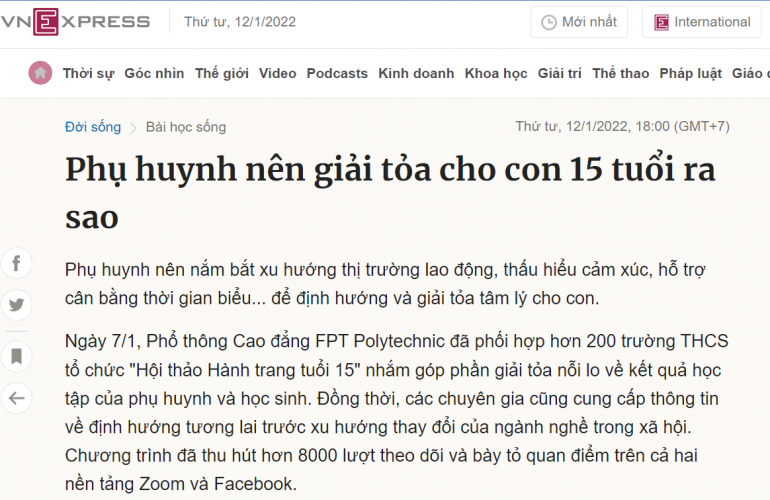 VNEXPRESS Thứ tư, 12/1/2022 Mới nhất International
Thời sự Góc nhìn Thế giới Video Podcasts Kinh doanh Khoa học Giải trí Thể thao Pháp luật Giáo
Đời sống Bài học sống Thứ tư, 12/1/2022, 18:00 (GMT+7)
Phụ huynh nên giải tỏa cho con 15 tuổi ra
sao
Phụ huynh nên nắm bắt xu hướng thị trường lao động, thấu hiểu cảm xúc, hỗ trợ
cân bằng thời gian biểu... để định hướng và giải tỏa tâm lý cho con.
Ngày 7/1, Phổ thông Cao đẳng FPT Polytechnic đã phối hợp hơn 200 trường THCS
tổ chức "Hội thảo Hành trang tuổi 15" nhắm góp phần giải tỏa nỗi lo về kết quả học
tập của phụ huynh và học sinh. Đồng thời, các chuyên gia cũng cung cấp thông tin
về định hướng tương lai trước xu hướng thay đổi của ngành nghề trong xã hội.
Chương trình đã thu hút hơn 8000 lượt theo dõi và bày tỏ quan điểm trên cả hai
nền tảng Zoom và Facebook.